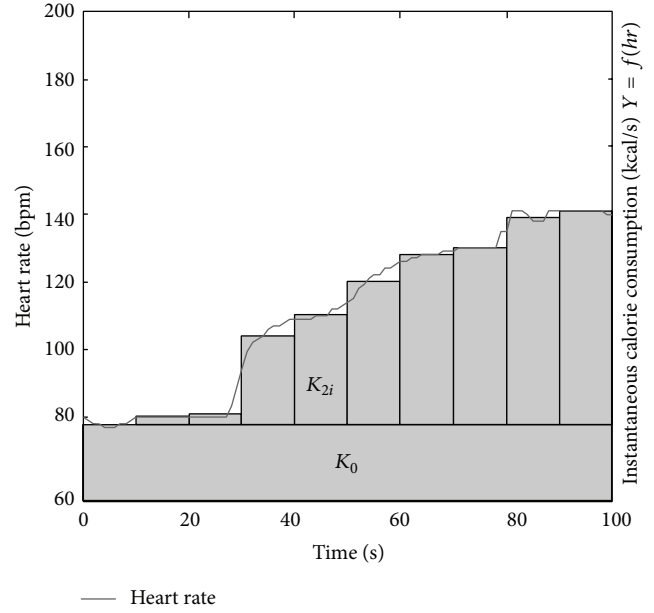 200
180
160
140
120
100
80
60
Heart rate (bpm)
K₂ᵢ
K₀
0
20
40
60
80
100
Time (s)
Instantaneous calorie consumption (kcal/s) Y = f(hr)
Heart rate